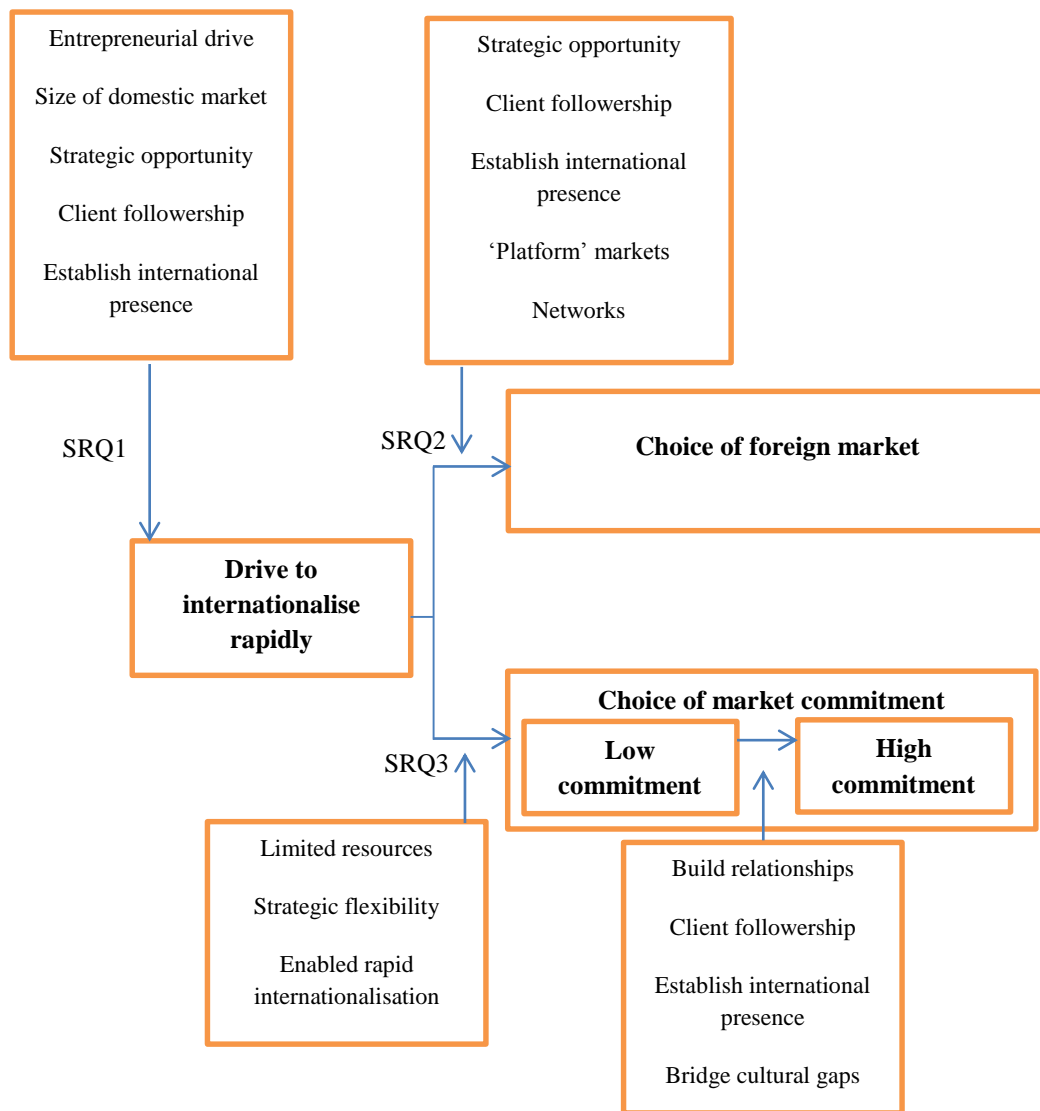 Entrepreneurial drive
Size of domestic market
Strategic opportunity
Client followership
Establish international
presence
Strategic opportunity
Client followership
Establish international
presence
‘Platform’ markets
Networks
SRQ1
SRQ2
Choice of foreign market
Drive to
internationalise
rapidly
Choice of market commitment
Low
commitment
High
commitment
SRQ3
Limited resources
Strategic flexibility
Enabled rapid
internationalisation
Build relationships
Client followership
Establish international
presence
Bridge cultural gaps